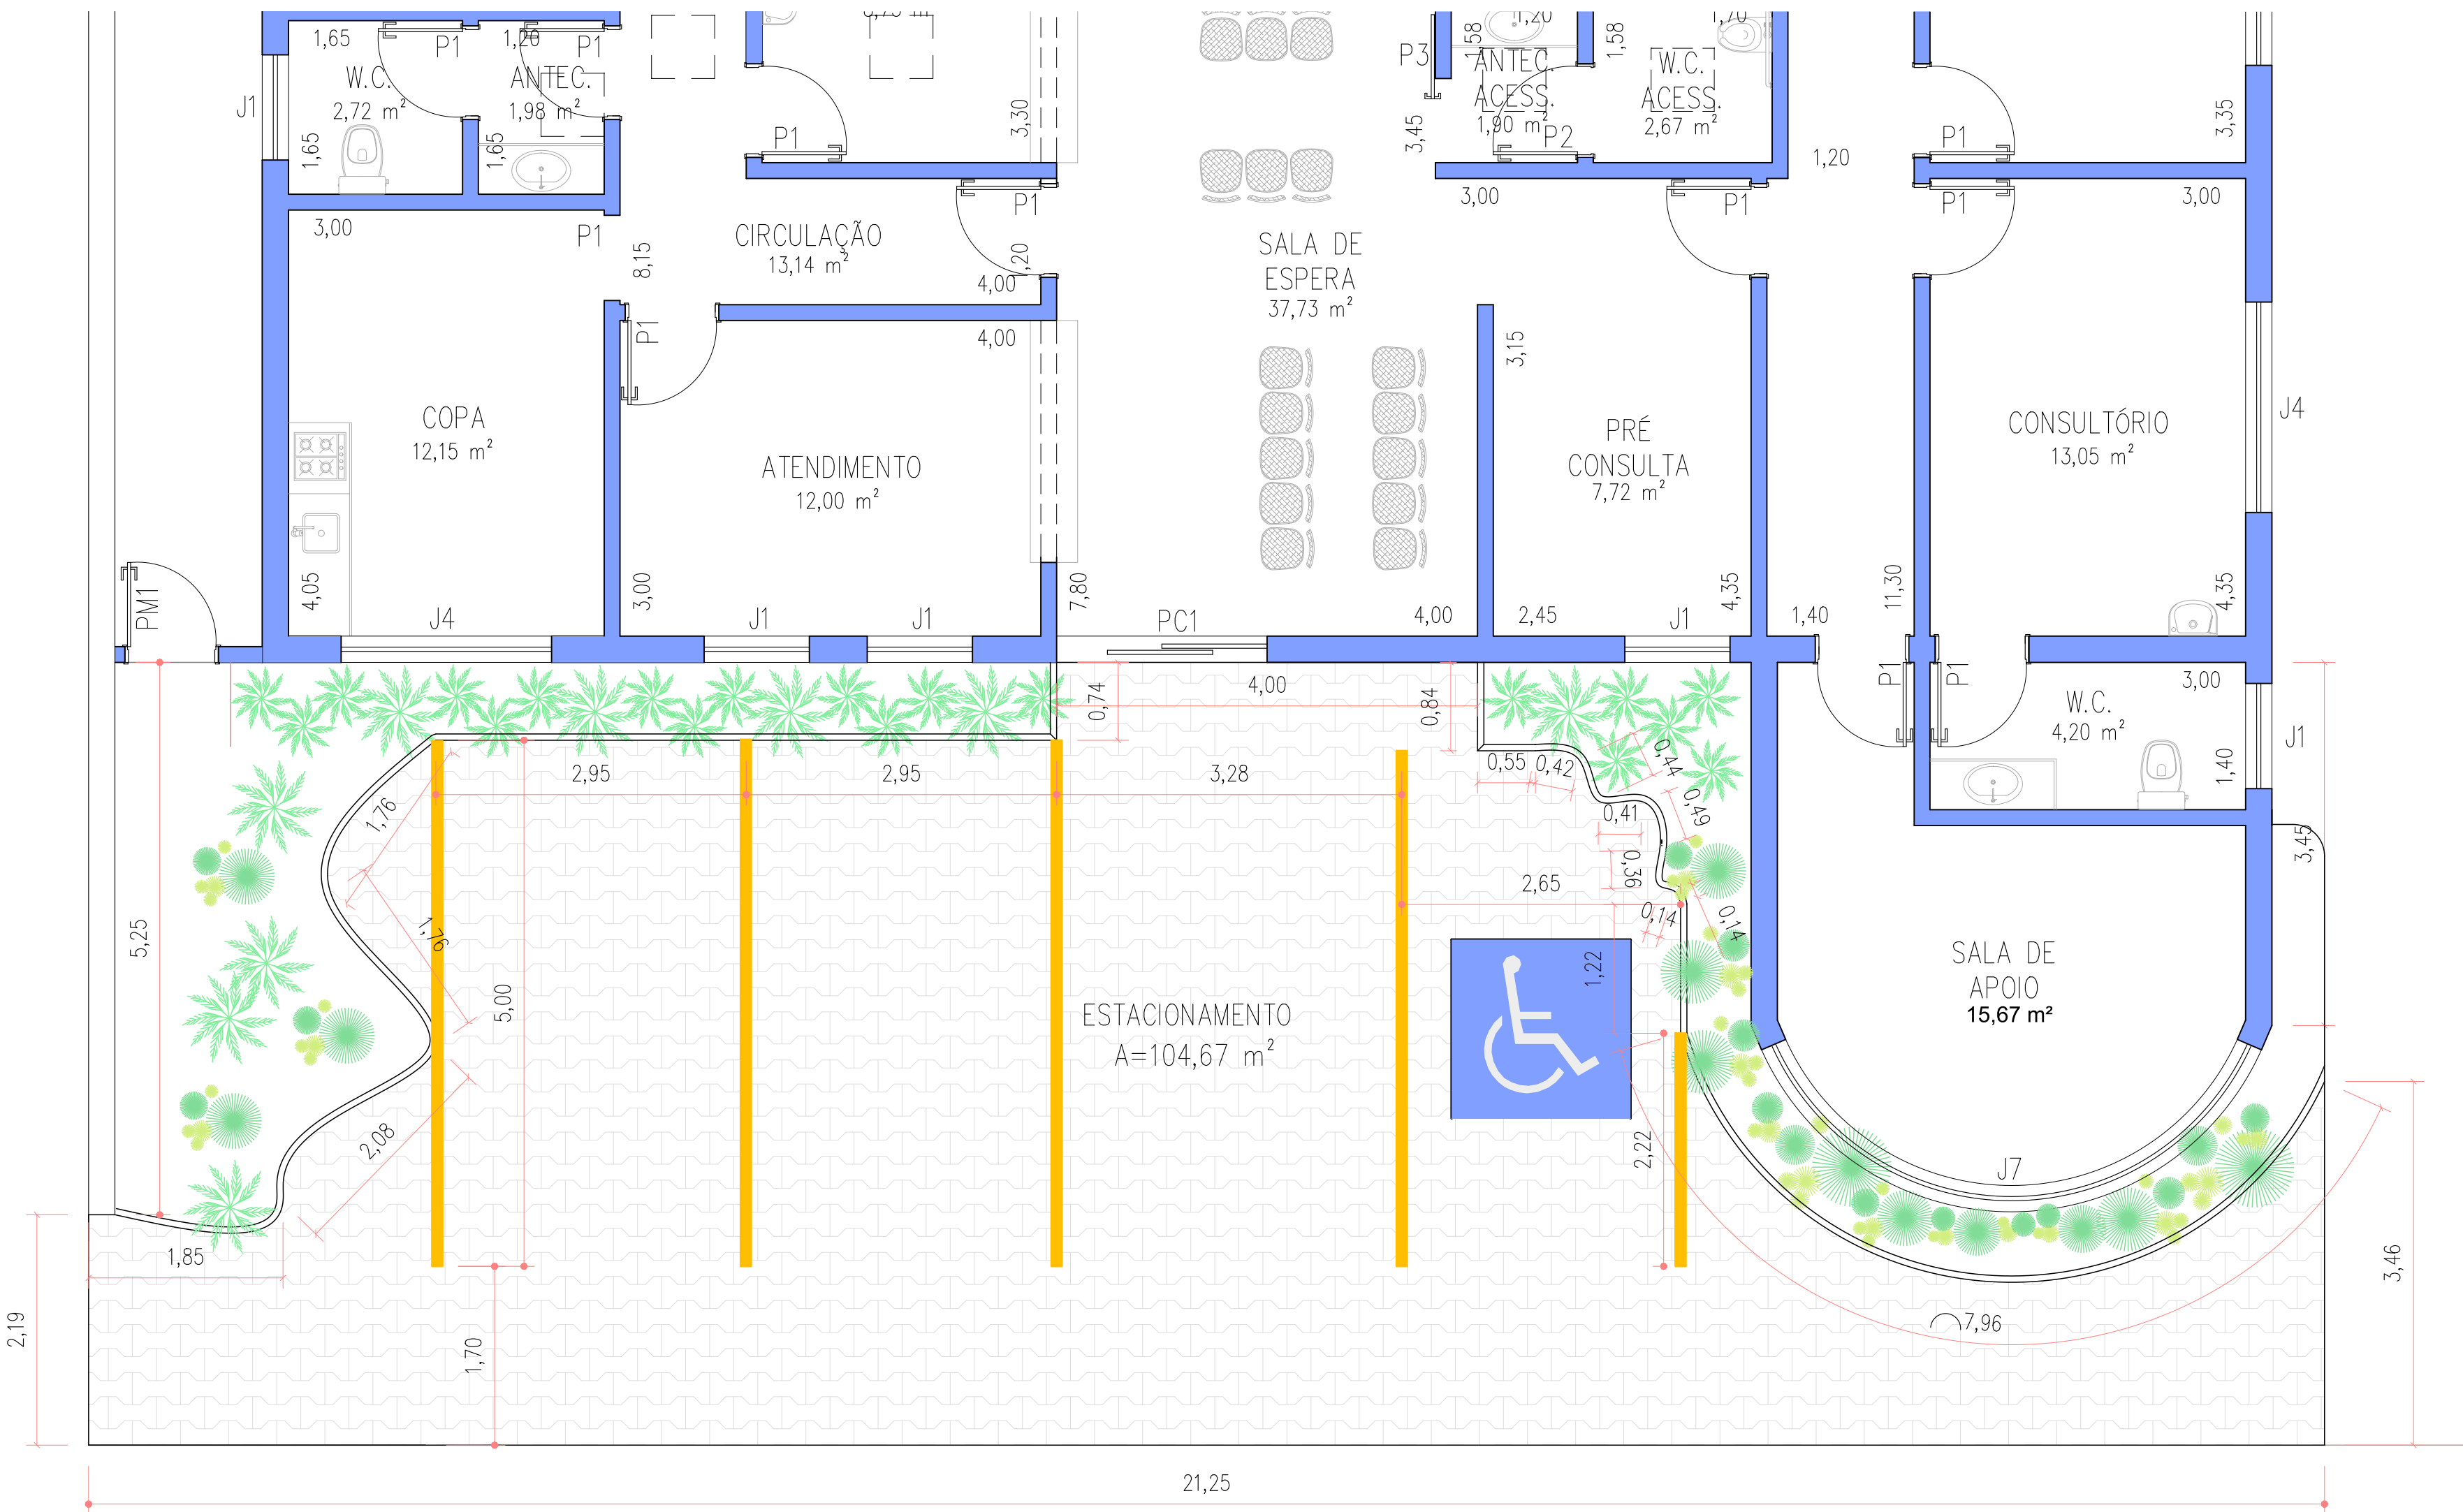 1,65
P1
1,20
P1
1,58
1,20
1,58
1,70
W.C.
2,72 m²
ANTEC.
1,98 m²
J1
P3
ANTEC.
ACESS.
1,90 m²
W.C.
ACESS.
2,67 m²
1,65
1,65
P1
3,30
3,45
P2
1,20
P1
3,35
3,00
P1
P1
3,00
P1
P1
3,00
CIRCULAÇÃO
13,14 m²
8,15
4,00
SALA DE
ESPERA
37,73 m²
P1
4,00
3,15
COPA
12,15 m²
ATENDIMENTO
12,00 m²
PRÉ
CONSULTA
7,72 m²
CONSULTÓRIO
13,05 m²
J4
PM1
4,05
J4
3,00
J1
J1
7,80
PC1
4,00
2,45
J1
4,35
1,40
11,30
4,35
0,74
4,00
0,84
P1
P1
W.C.
4,20 m²
3,00
J1
1,40
2,95
2,95
3,28
0,55
0,42
0,44
0,41
0,49
0,36
1,76
1,76
2,65
0,14
0,14
3,45
5,25
5,00
1,22
ESTACIONAMENTO
A=104,67 m²
SALA DE
APOIO
15,67 m²
2,08
2,22
J7
1,85
2,19
1,70
7,96
3,46
21,25